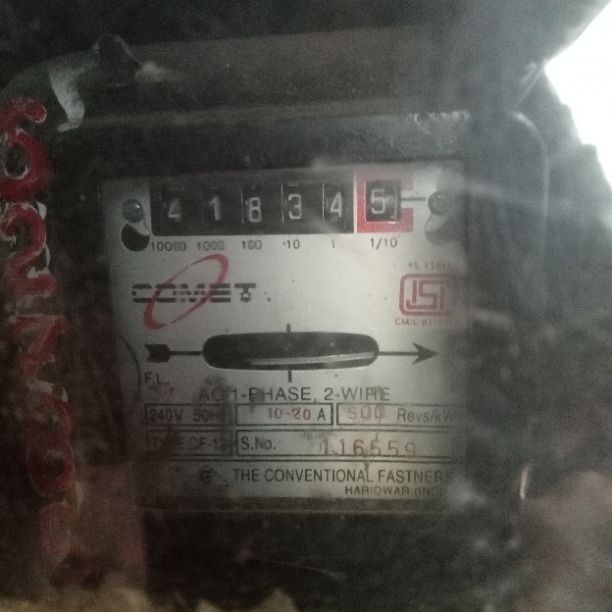 4 1 8 3 4 5
10000 1000 100 10 1 1/10
COMET
ISI
F.L.
AC 1-PHASE, 2-WIRE
240V 10-20 A 500 Revs/kW
S.No. 116559
THE CONVENTIONAL FASTNERS
HARIDWAR